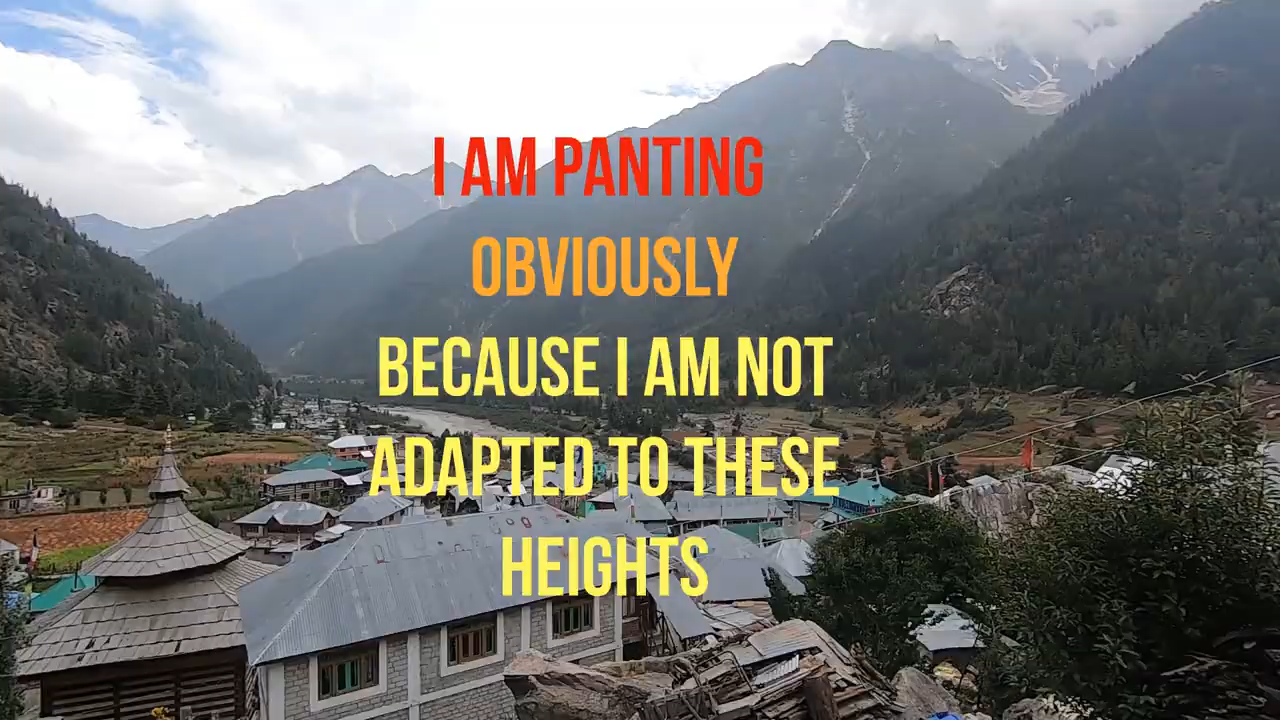 I AM PANTING
OBVIOUSLY
BECAUSE I AM NOT
ADAPTED TO THESE
HEIGHTS